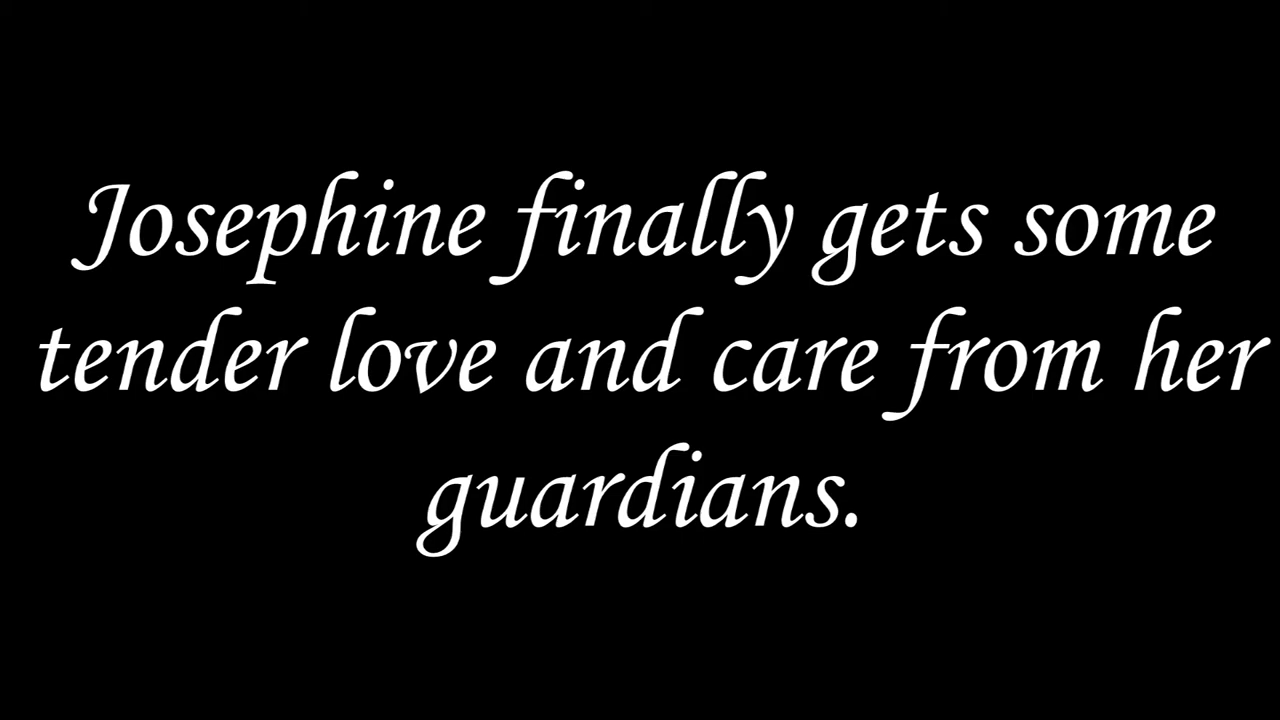 Josephine finally gets some
tender love and care from her
guardians.